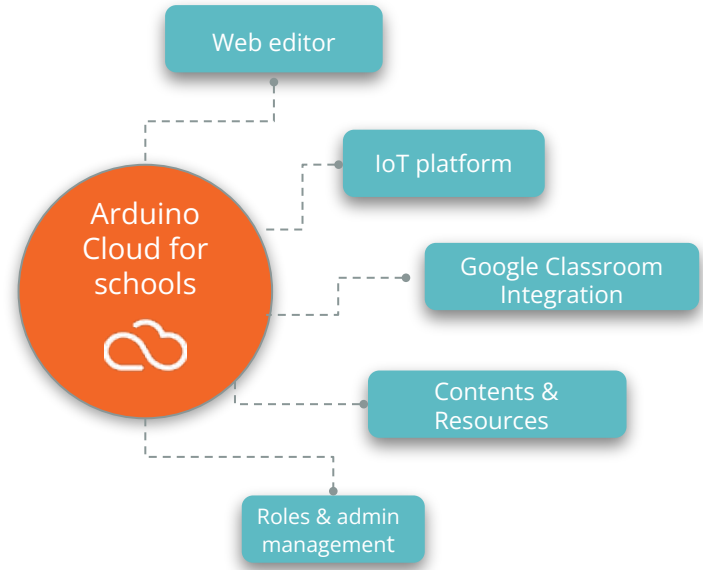 Web editor
IoT platform
Arduino
Cloud for
schools
Google Classroom
Integration
Contents &
Resources
Roles & admin
management